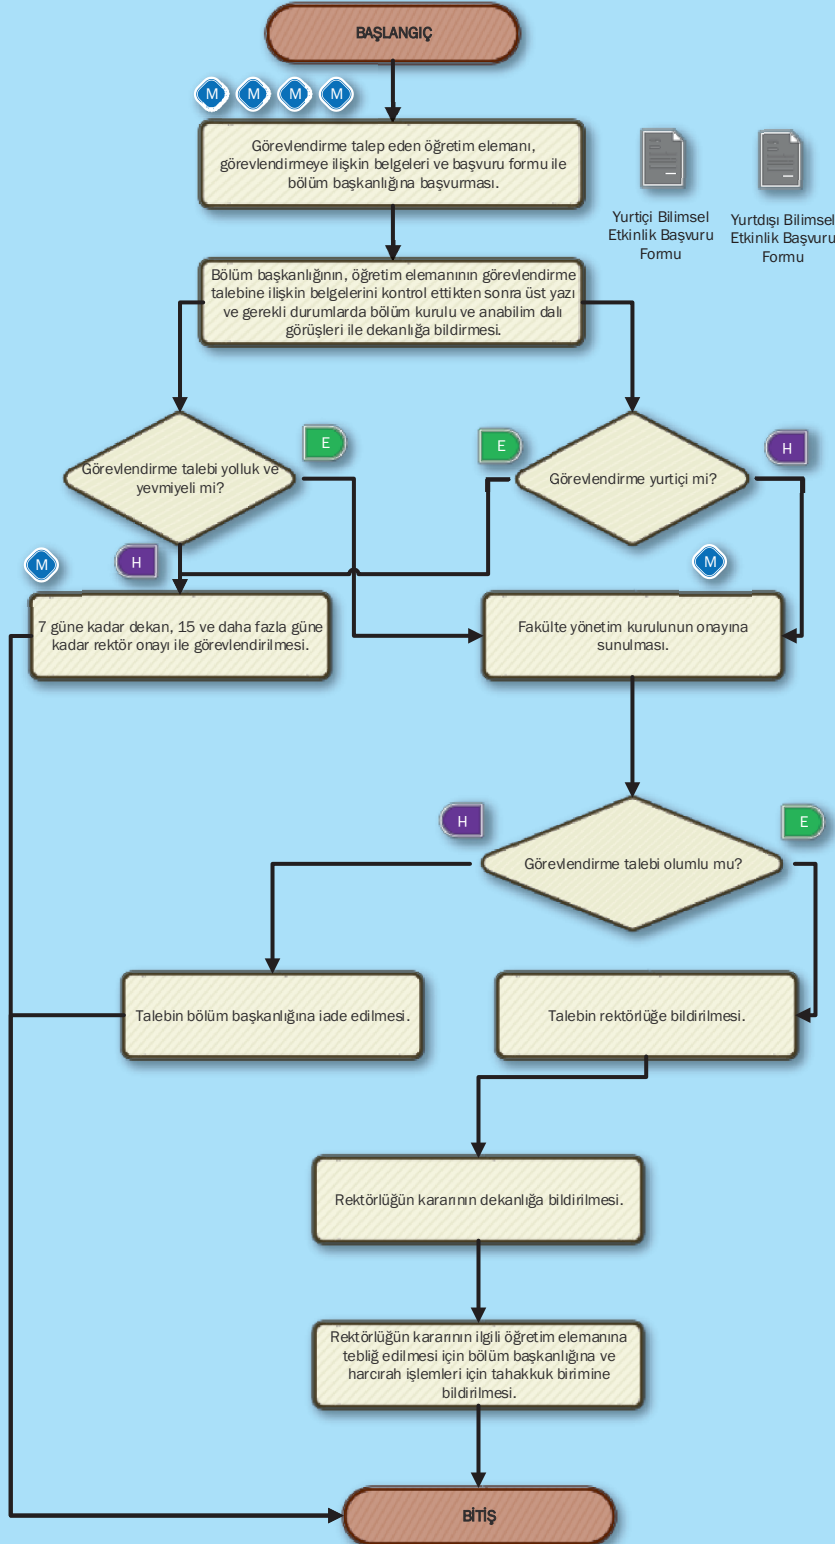 BAŞLANGIÇ
M M M M
Görevlendirme talep eden öğretim elemanı,
görevlendirmeye ilişkin belgeleri ve başvuru formu ile
bölüm başkanlığına başvurması.
Yurtiçi Bilimsel
Etkinlik Başvuru
Formu
Yurtdışı Bilimsel
Etkinlik Başvuru
Formu
Bölüm başkanlığının, öğretim elemanının görevlendirme
talebine ilişkin belgelerini kontrol ettikten sonra üst yazı
ve gerekli durumlarda bölüm kurulu ve anabilim dalı
görüşleri ile dekanlığa bildirmesi.
Görevlendirme talebi yolluk ve
yevmiyeli mi?
E
E
Görevlendirme yurtiçi mi?
H
M
H
M
7 güne kadar dekan, 15 ve daha fazla güne
kadar rektör onayı ile görevlendirilmesi.
Fakülte yönetim kurulunun onayına
sunulması.
H
E
Görevlendirme talebi olumlu mu?
Talebin bölüm başkanlığına iade edilmesi.
Talebin rektörlüğe bildirilmesi.
Rektörlüğün kararının dekanlığa bildirilmesi.
Rektörlüğün kararının ilgili öğretim elemanına
tebliğ edilmesi için bölüm başkanlığına ve
harcırah işlemleri için tahakkuk birimine
bildirilmesi.
BİTİŞ